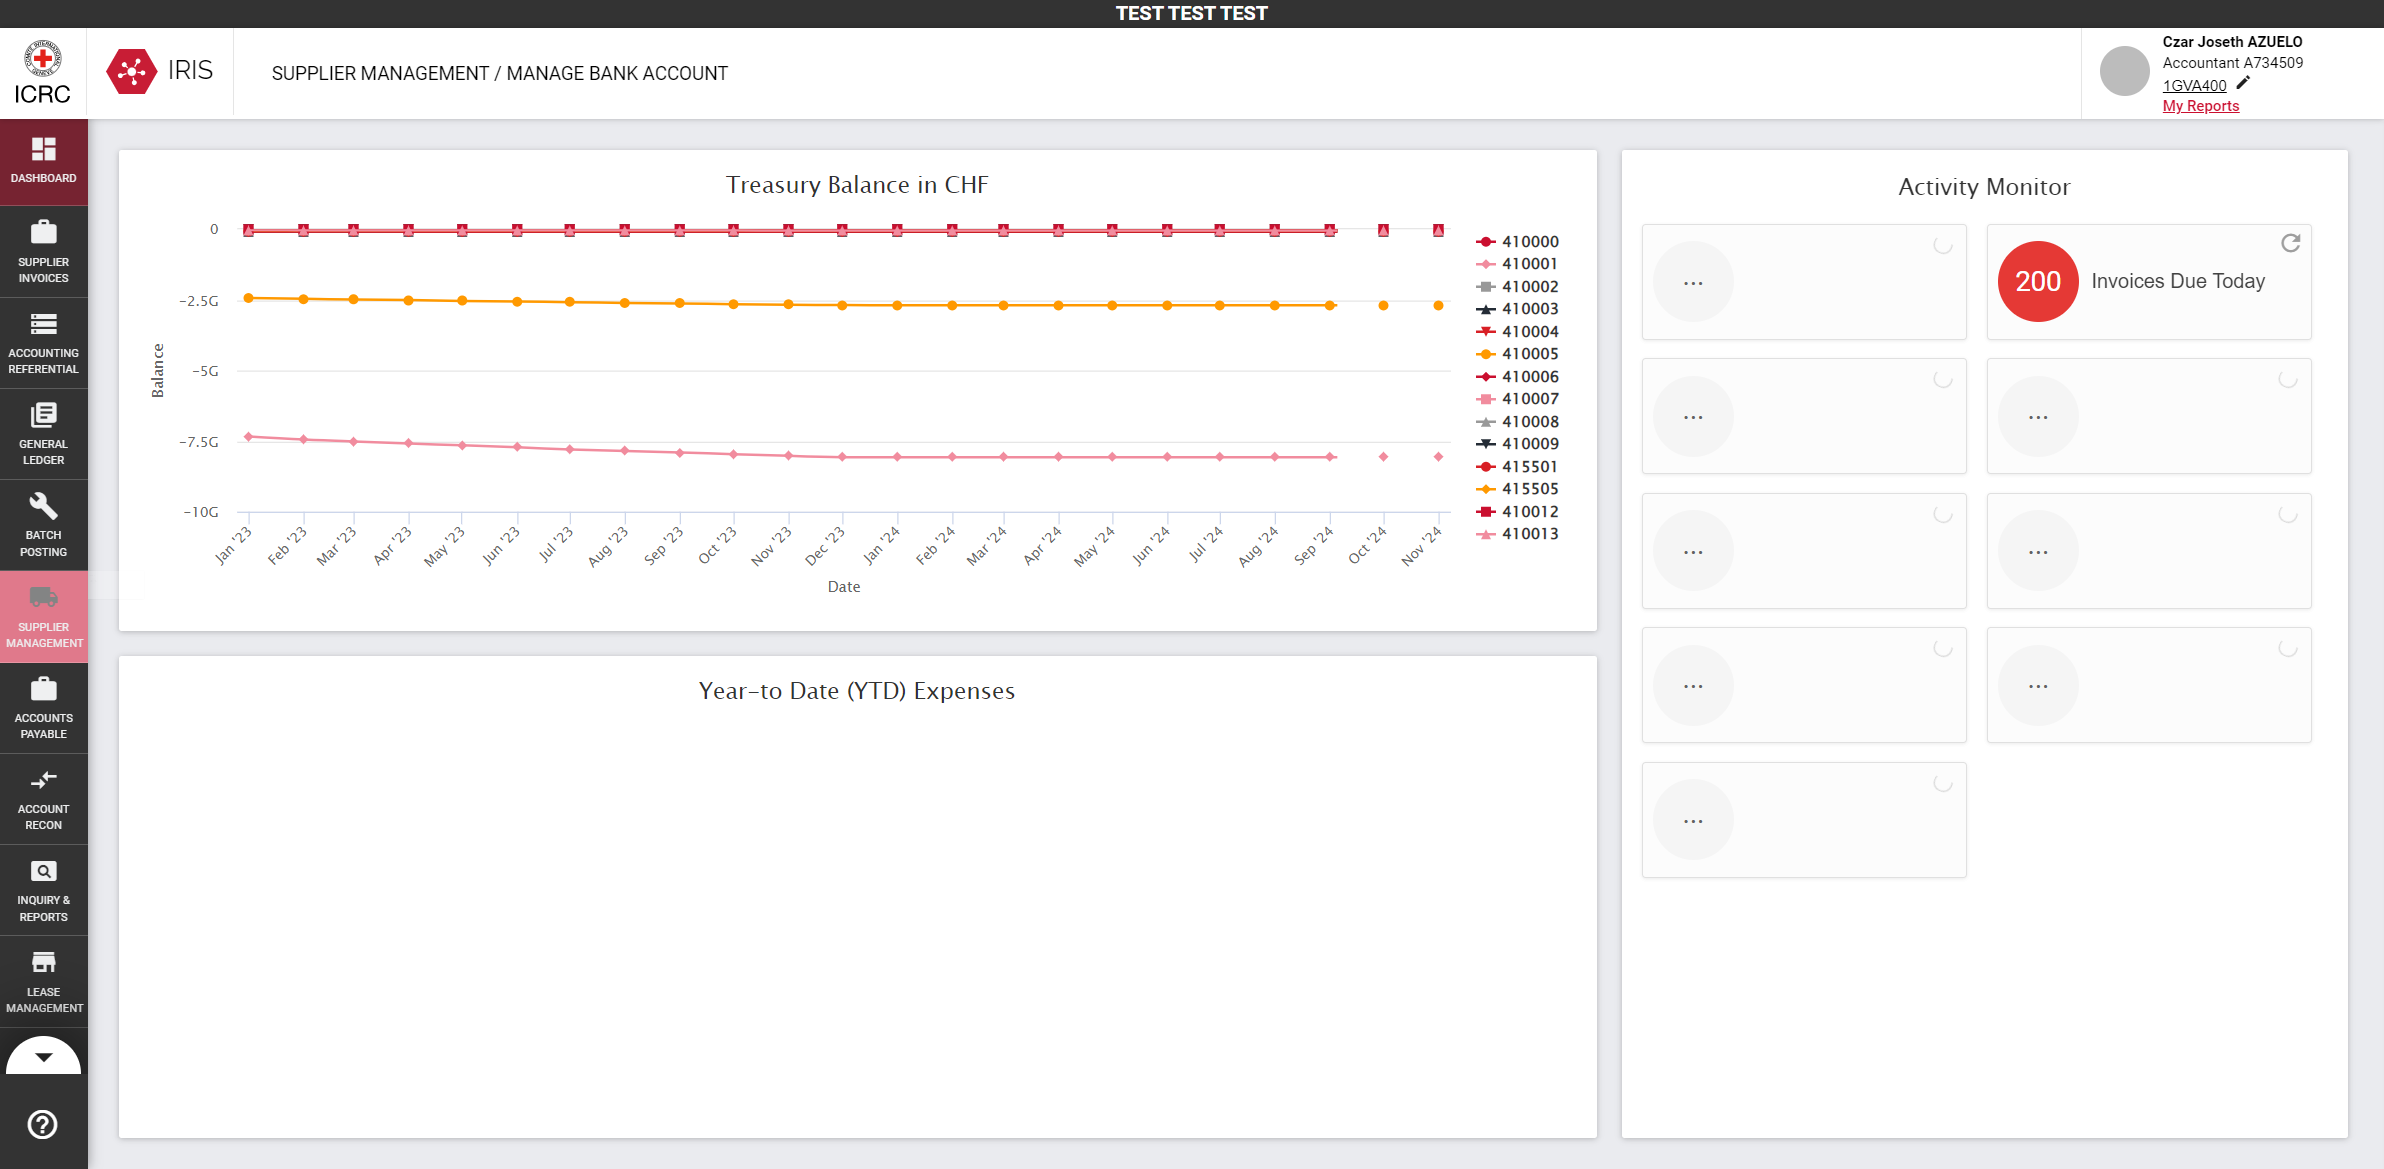 TEST TEST TEST
ICRC
IRIS
SUPPLIER MANAGEMENT / MANAGE BANK ACCOUNT
Czar Joseth AZUELO
Accountant A734509
1GVA400
My Reports
DASHBOARD
SUPPLIER
INVOICES
ACCOUNTING
REFERENTIAL
GENERAL
LEDGER
BATCH
POSTING
SUPPLIER
MANAGEMENT
ACCOUNTS
PAYABLE
ACCOUNT
RECON
INQUIRY &
REPORTS
LEASE
MANAGEMENT
Treasury Balance in CHF
Balance
0
-2.5G
-5G
-7.5G
-10G
Jan '23
Feb '23
Mar '23
Apr '23
May '23
Jun '23
Jul '23
Aug '23
Sep '23
Oct '23
Nov '23
Dec '23
Jan '24
Feb '24
Mar '24
Apr '24
May '24
Jun '24
Jul '24
Aug '24
Sep '24
Oct '24
Nov '24
Date
410000
410001
410002
410003
410004
410005
410006
410007
410008
410009
415501
415505
410012
410013
Year-to Date (YTD) Expenses
Activity Monitor
...
200 Invoices Due Today
...
...
...
...
...
...
...